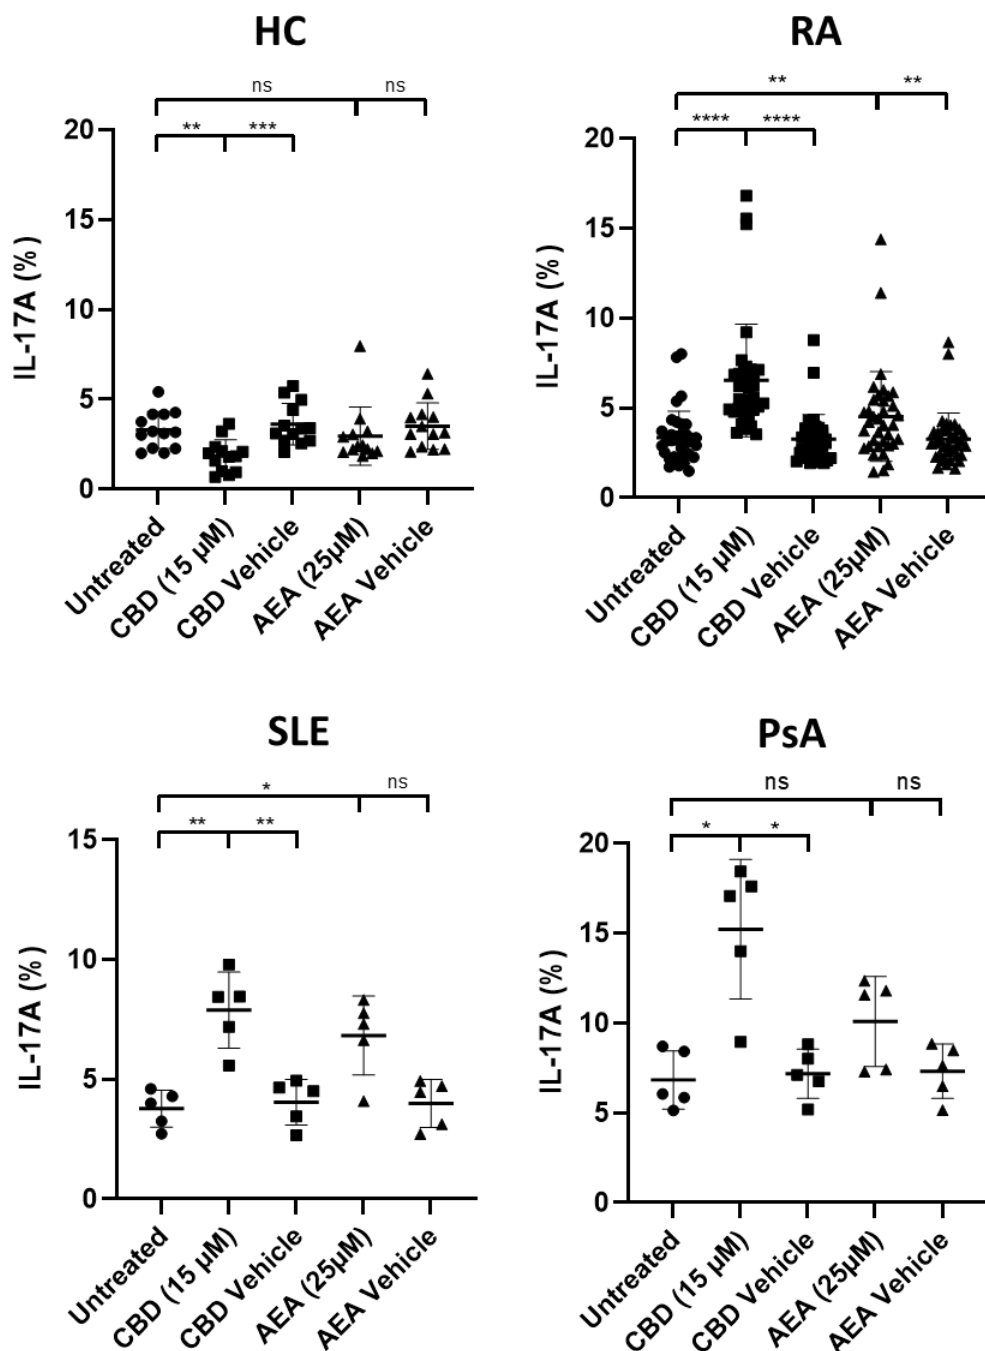 HC
ns
ns
**
***
20
15
10
5
0
IL-17A (%)
Untreated
CBD (15 µM)
CBD Vehicle
AEA (25µM)
AEA Vehicle
RA
**
**
****
****
20
15
10
5
0
IL-17A (%)
Untreated
CBD (15 µM)
CBD Vehicle
AEA (25µM)
AEA Vehicle
SLE
*
ns
**
**
15
10
5
0
IL-17A (%)
Untreated
CBD (15 µM)
CBD Vehicle
AEA (25µM)
AEA Vehicle
PsA
ns
ns
*
*
20
15
10
5
0
IL-17A (%)
Untreated
CBD (15 µM)
CBD Vehicle
AEA (25µM)
AEA Vehicle